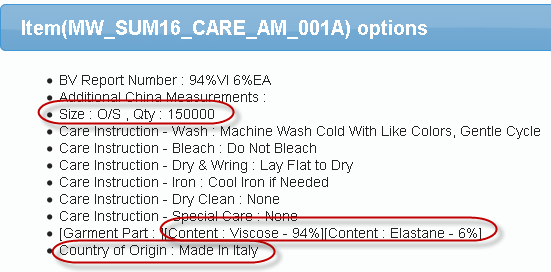 Item(MW_SUM16_CARE_AM_001A) options
BV Report Number : 94%VI 6%EA
Additional China Measurements :
Size : O/S , Qty : 150000
Care Instruction - Wash : Machine Wash Cold With Like Colors, Gentle Cycle
Care Instruction - Bleach : Do Not Bleach
Care Instruction - Dry & Wring : Lay Flat to Dry
Care Instruction - Iron : Cool Iron if Needed
Care Instruction - Dry Clean : None
Care Instruction - Special Care : None
[Garment Part : ][Content : Viscose - 94%][Content : Elastane - 6%]
Country of Origin : Made In Italy